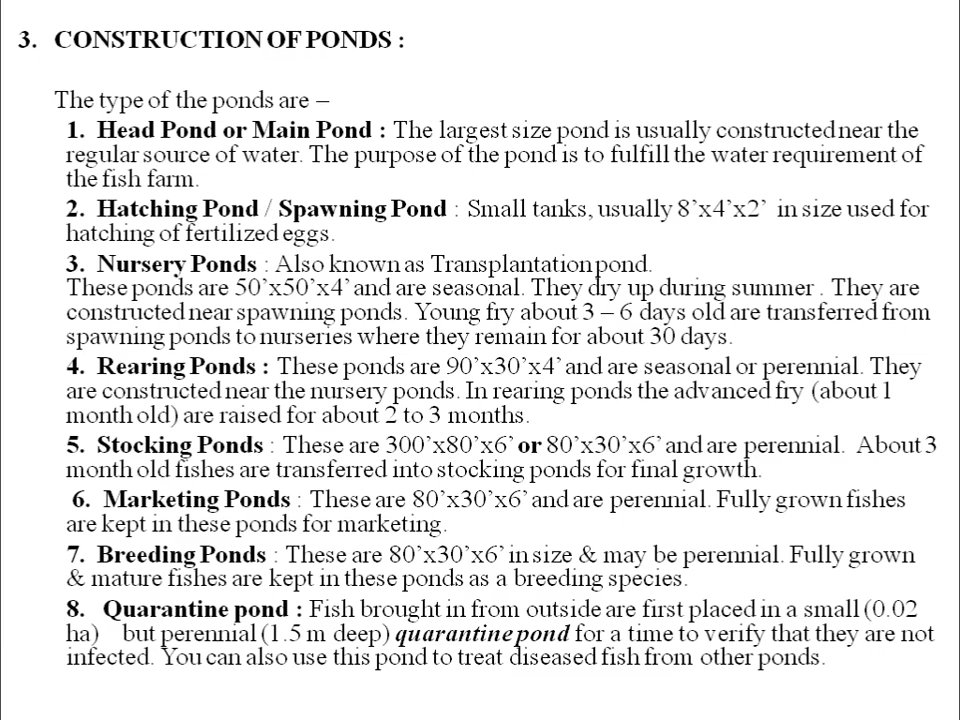 3. CONSTRUCTION OF PONDS :
The type of the ponds are –
1. Head Pond or Main Pond : The largest size pond is usually constructed near the
regular source of water. The purpose of the pond is to fulfill the water requirement of
the fish farm.
2. Hatching Pond / Spawning Pond : Small tanks, usually 8’x4’x2’ in size used for
hatching of fertilized eggs.
3. Nursery Ponds : Also known as Transplantation pond.
These ponds are 50’x50’x4’ and are seasonal. They dry up during summer . They are
constructed near spawning ponds. Young fry about 3 – 6 days old are transferred from
spawning ponds to nurseries where they remain for about 30 days.
4. Rearing Ponds : These ponds are 90’x30’x4’ and are seasonal or perennial. They
are constructed near the nursery ponds. In rearing ponds the advanced fry (about 1
month old) are raised for about 2 to 3 months.
5. Stocking Ponds : These are 300’x80’x6’ or 80’x30’x6’ and are perennial. About 3
month old fishes are transferred into stocking ponds for final growth.
6. Marketing Ponds : These are 80’x30’x6’ and are perennial. Fully grown fishes
are kept in these ponds for marketing.
7. Breeding Ponds : These are 80’x30’x6’ in size & may be perennial. Fully grown
& mature fishes are kept in these ponds as a breeding species.
8. Quarantine pond : Fish brought in from outside are first placed in a small (0.02
ha) but perennial (1.5 m deep) quarantine pond for a time to verify that they are not
infected. You can also use this pond to treat diseased fish from other ponds.